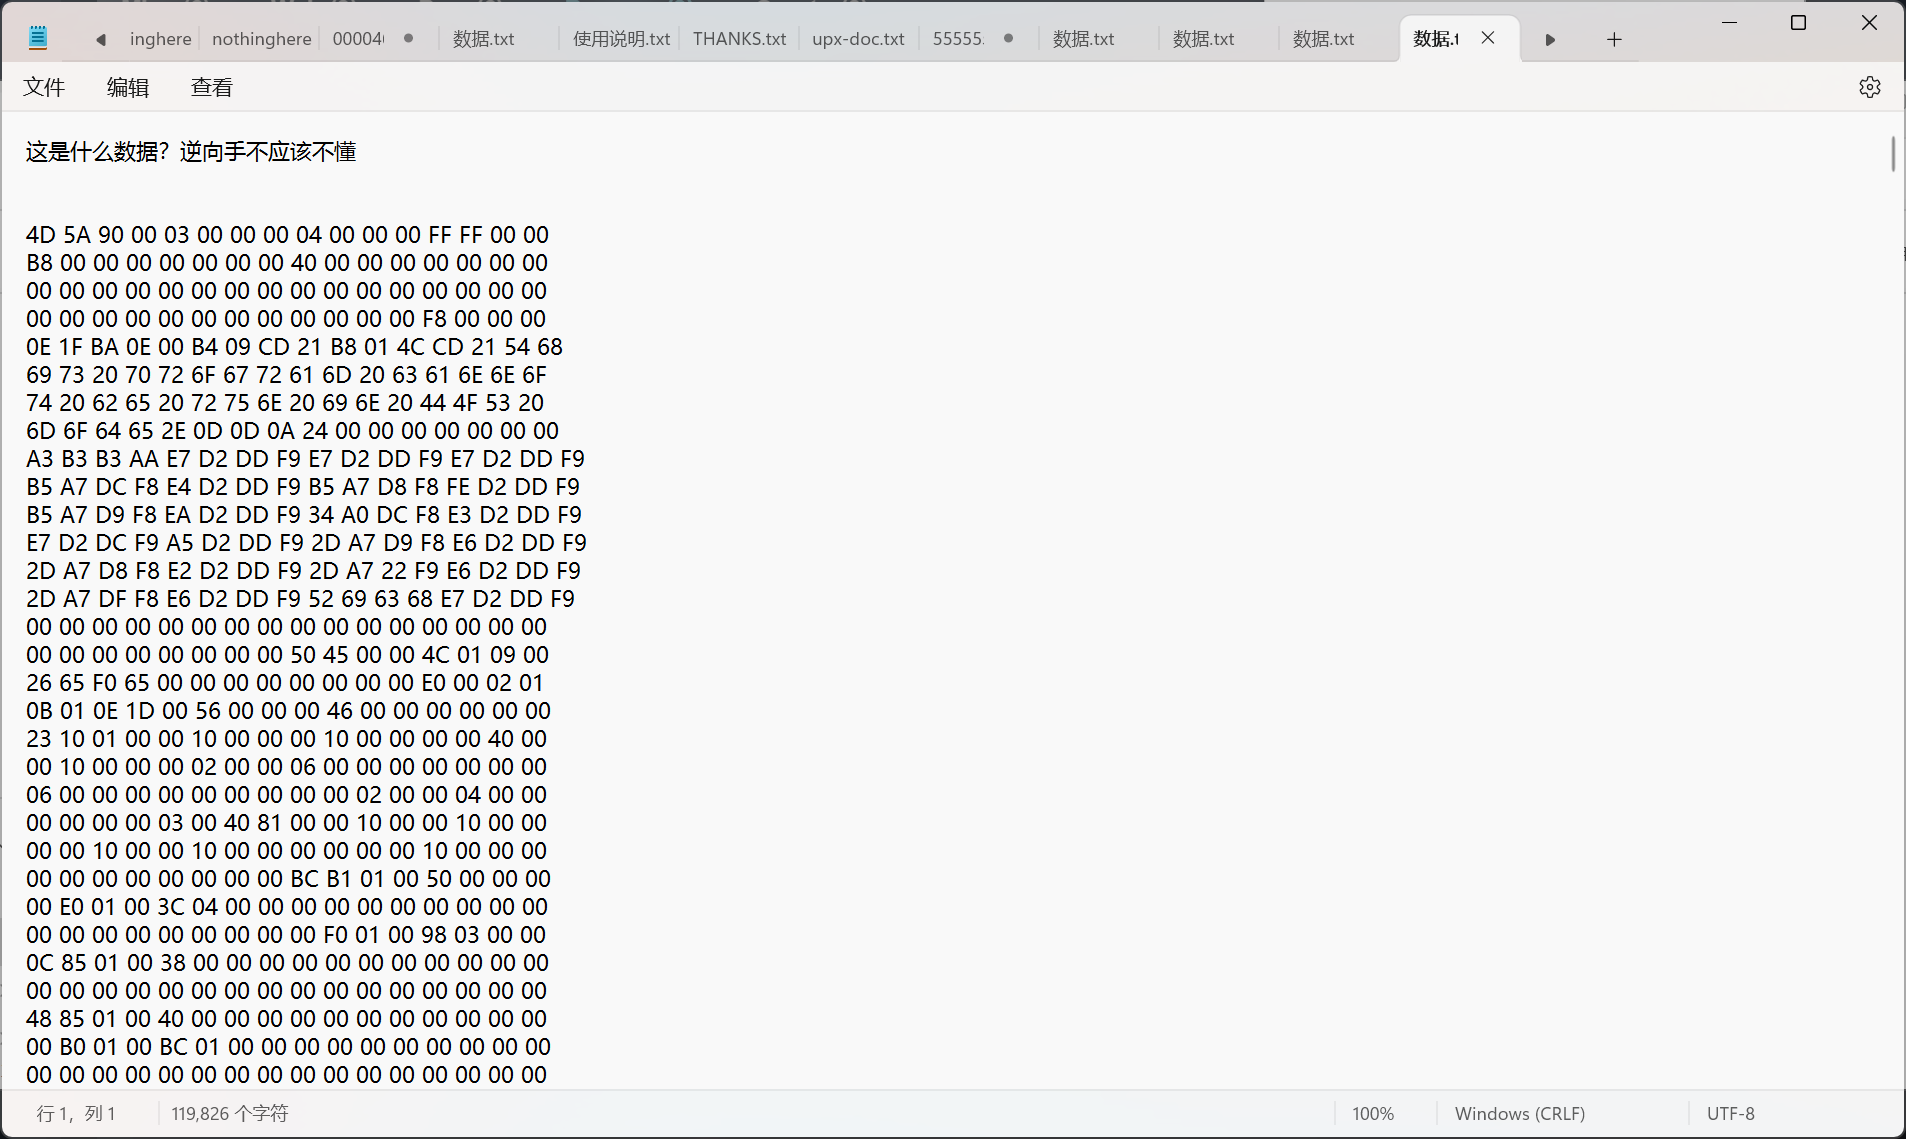 inghere nothinghere 00004 数据.txt 使用说明.txt THANKS.txt upx-doc.txt 55555. 数据.txt 数据.txt 数据.txt 数据.t
文件 编辑 查看
这是什么数据？逆向手不应该不懂
4D 5A 90 00 03 00 00 00 04 00 00 00 FF FF 00 00
B8 00 00 00 00 00 00 00 40 00 00 00 00 00 00 00
00 00 00 00 00 00 00 00 00 00 00 00 00 00 00 00
00 00 00 00 00 00 00 00 00 00 00 00 F8 00 00 00
0E 1F BA 0E 00 B4 09 CD 21 B8 01 4C CD 21 54 68
69 73 20 70 72 6F 67 72 61 6D 20 63 61 6E 6E 6F
74 20 62 65 20 72 75 6E 20 69 6E 20 44 4F 53 20
6D 6F 64 65 2E 0D 0D 0A 24 00 00 00 00 00 00 00
A3 B3 B3 AA E7 D2 DD F9 E7 D2 DD F9 E7 D2 DD F9
B5 A7 DC F8 E4 D2 DD F9 B5 A7 D8 F8 FE D2 DD F9
B5 A7 D9 F8 EA D2 DD F9 34 A0 DC F8 E3 D2 DD F9
E7 D2 DC F9 A5 D2 DD F9 2D A7 D9 F8 E6 D2 DD F9
2D A7 D8 F8 E2 D2 DD F9 2D A7 22 F9 E6 D2 DD F9
2D A7 DF F8 E6 D2 DD F9 52 69 63 68 E7 D2 DD F9
00 00 00 00 00 00 00 00 00 00 00 00 00 00 00 00
00 00 00 00 00 00 00 00 50 45 00 00 4C 01 09 00
26 65 F0 65 00 00 00 00 00 00 00 00 E0 00 02 01
0B 01 0E 1D 00 56 00 00 00 46 00 00 00 00 00 00
23 10 01 00 00 10 00 00 00 10 00 00 00 00 40 00
00 10 00 00 00 02 00 00 06 00 00 00 00 00 00 00
06 00 00 00 00 00 00 00 00 00 02 00 00 04 00 00
00 00 00 00 03 00 40 81 00 00 10 00 00 10 00 00
00 00 10 00 00 10 00 00 00 00 00 00 10 00 00 00
00 00 00 00 00 00 00 00 BC B1 01 00 50 00 00 00
00 E0 01 00 3C 04 00 00 00 00 00 00 00 00 00 00
00 00 00 00 00 00 00 00 00 F0 01 00 98 03 00 00
0C 85 01 00 38 00 00 00 00 00 00 00 00 00 00 00
00 00 00 00 00 00 00 00 00 00 00 00 00 00 00 00
48 85 01 00 40 00 00 00 00 00 00 00 00 00 00 00
00 B0 01 00 BC 01 00 00 00 00 00 00 00 00 00 00
00 00 00 00 00 00 00 00 00 00 00 00 00 00 00 00
行 1，列 1 119,826 个字符 100% Windows (CRLF) UTF-8